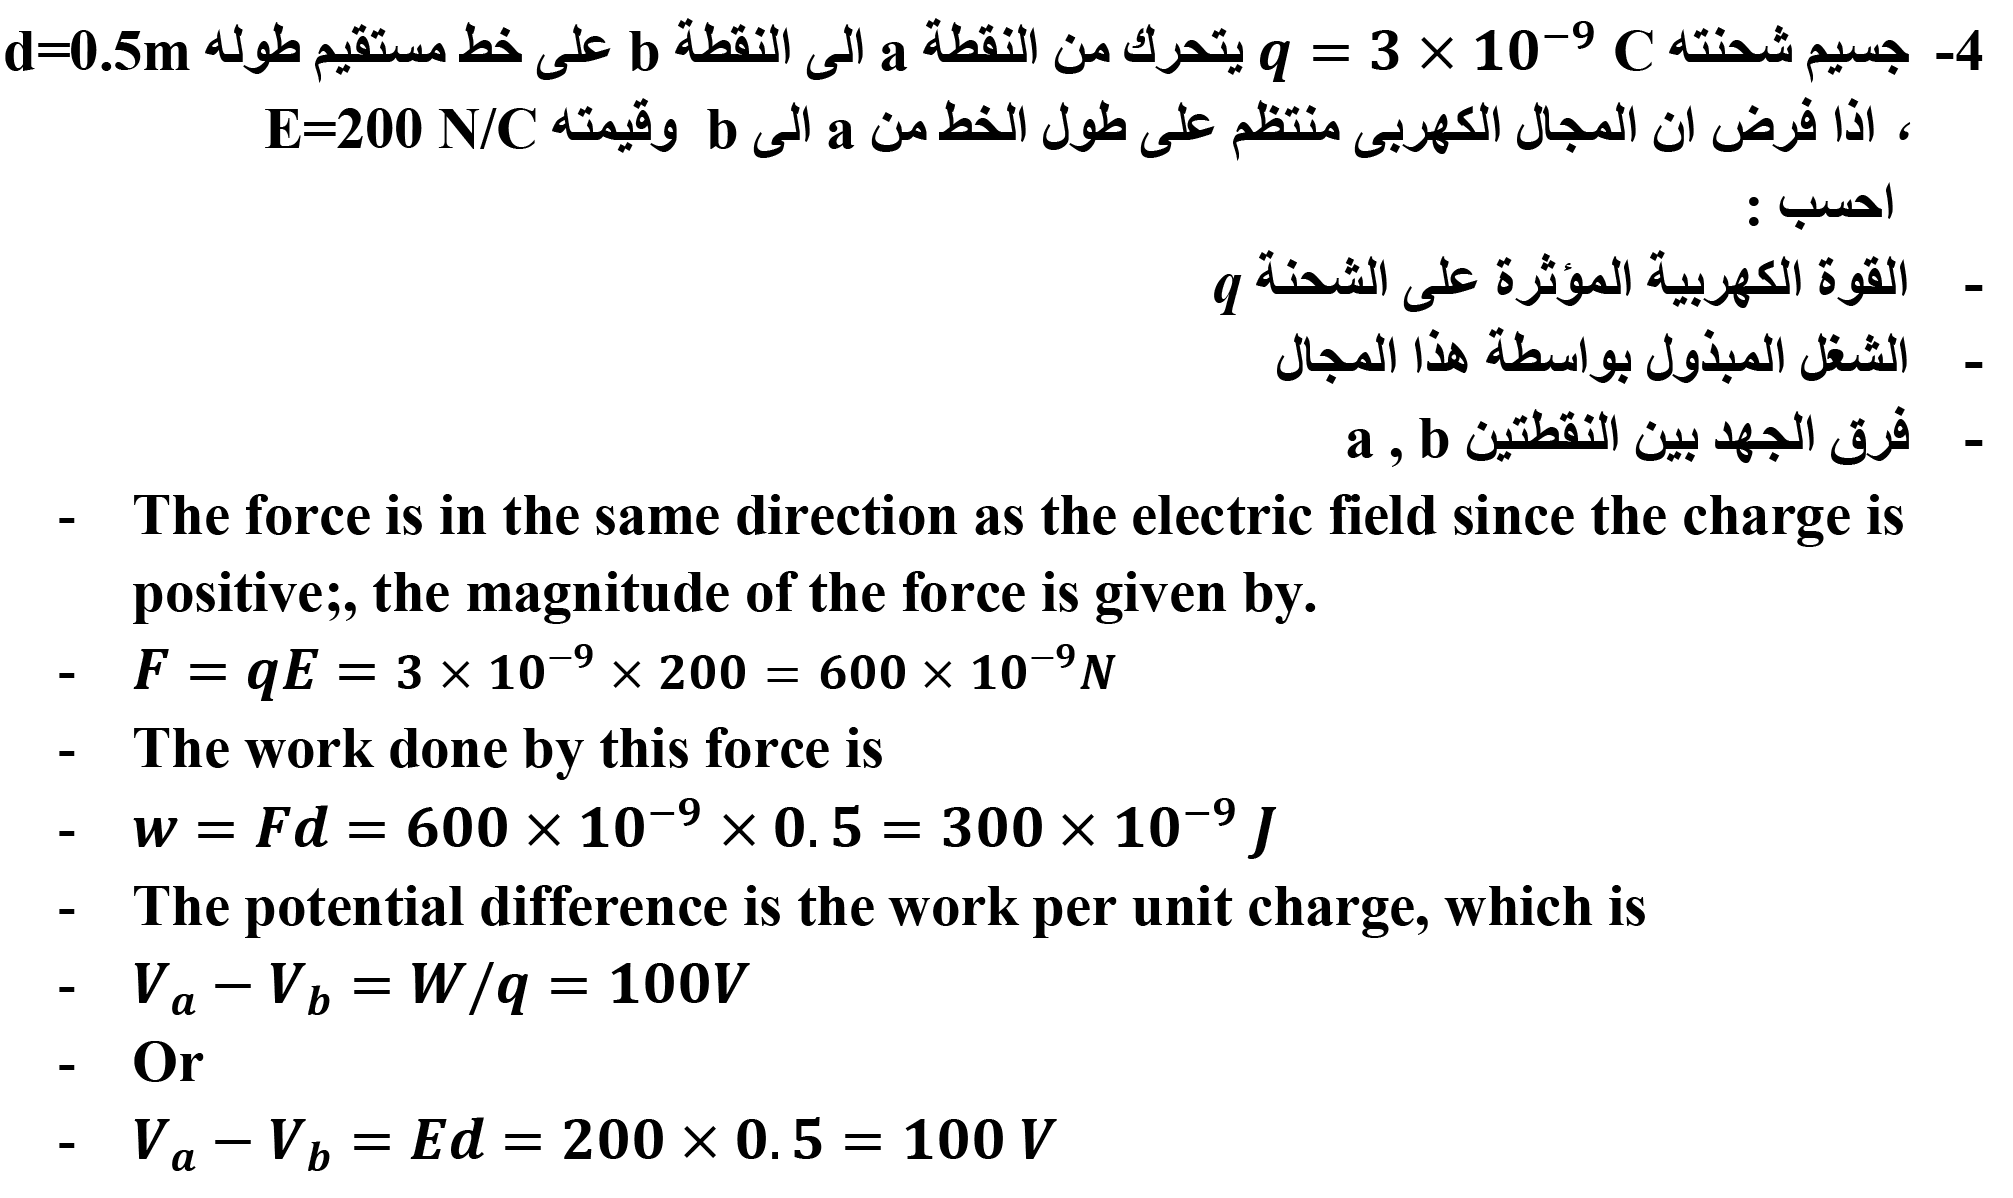 4- جسيم شحنته q = 3 × 10⁻⁹ C يتحرك من النقطة a الى النقطة b على خط مستقيم طوله d=0.5m
، اذا فرض ان المجال الكهربى منتظم على طول الخط من a الى b وقيمته E=200 N/C
احسب :
- القوة الكهربية المؤثرة على الشحنة q
- الشغل المبذول بواسطة هذا المجال
- فرق الجهد بين النقطتين a , b
- The force is in the same direction as the electric field since the charge is
positive;, the magnitude of the force is given by.
- F = qE = 3 × 10⁻⁹ × 200 = 600 × 10⁻⁹N
- The work done by this force is
- w = Fd = 600 × 10⁻⁹ × 0.5 = 300 × 10⁻⁹ J
- The potential difference is the work per unit charge, which is
- Vₐ − V_b = W/q = 100V
- Or
- Vₐ − V_b = Ed = 200 × 0.5 = 100 V